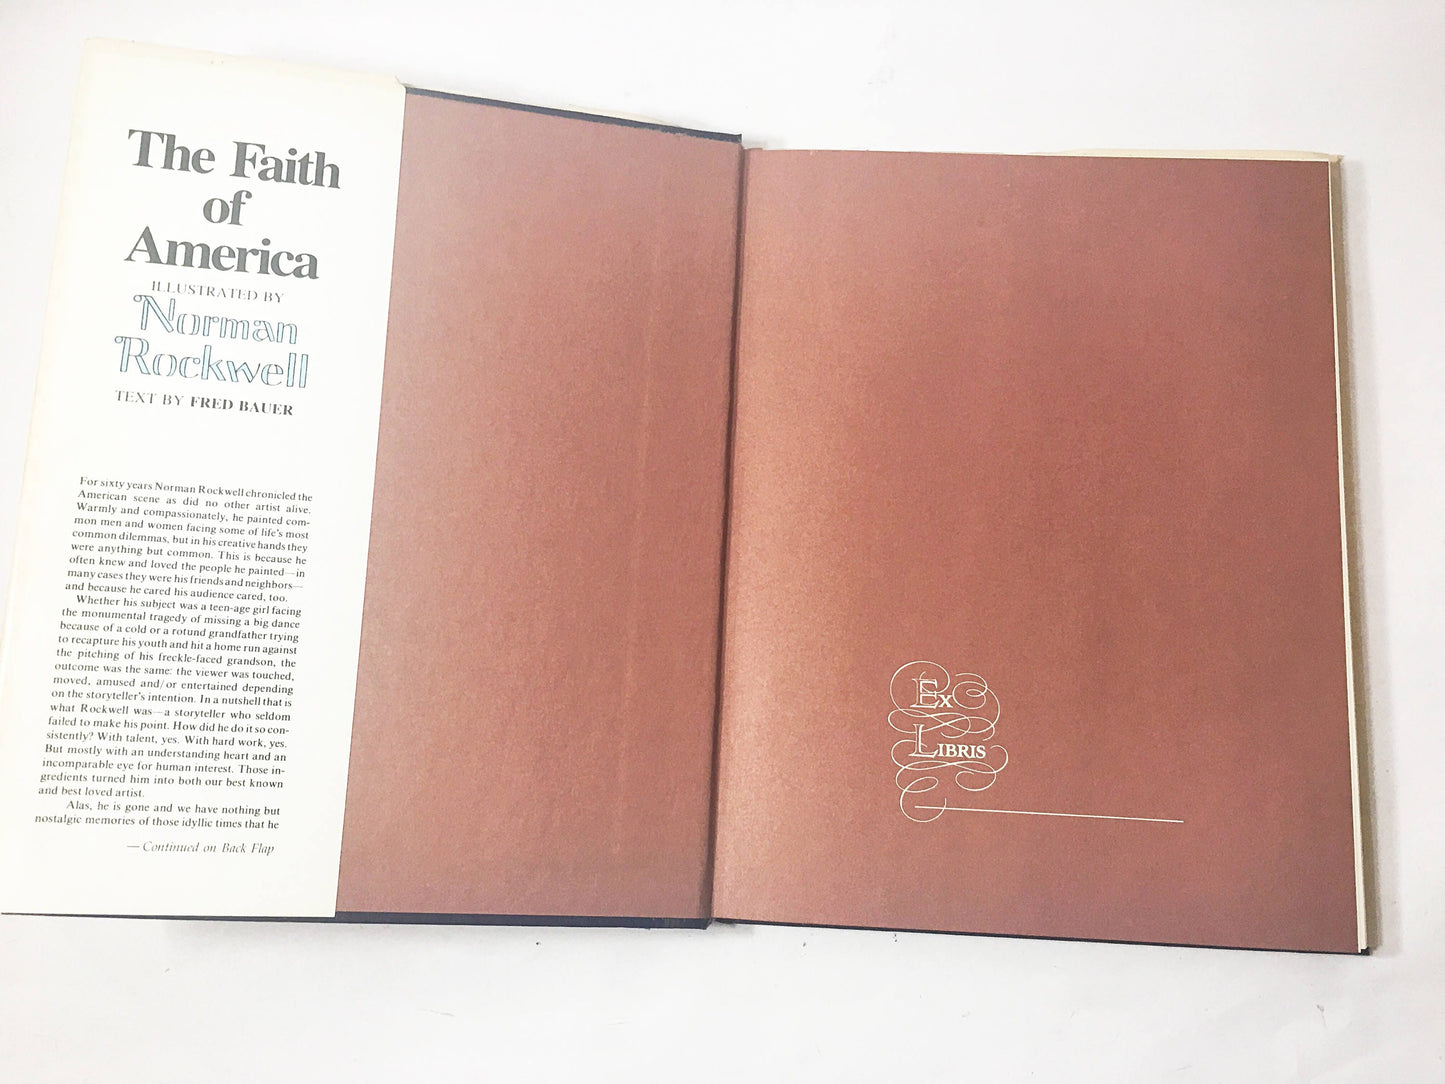 The Faith
of
America
ILLUSTRATED BY
Norman
Rockwell
TEXT BY FRED BAUER
For sixty years Norman Rockwell chronicled the
American scene as did no other artist alive.
Warmly and compassionately, he painted com-
mon men and women facing some of life's most
common dilemmas, but in his creative hands they
were anything but common. This is because he
often knew and loved the people he painted—in
many cases they were his friends and neighbors—
and because he cared his audience cared, too.
Whether his subject was a teen-age girl facing
the monumental tragedy of missing a big dance
because of a cold or a rotund grandfather trying
to recapture his youth and hit a home run against
the pitching of his freckle-faced grandson, the
outcome was the same: the viewer was touched,
moved, amused and/or entertained depending
on the storyteller's intention. In a nutshell that is
what Rockwell was—a storyteller who seldom
failed to make his point. How did he do it so con-
sistently? With talent, yes. With hard work, yes.
But mostly with an understanding heart and an
incomparable eye for human interest. Those in-
gredients turned him into both our best known
and best loved artist.
Alas, he is gone and we have nothing but
nostalgic memories of those idyllic times that he
—Continued on Back Flap
EX
LIBRIS